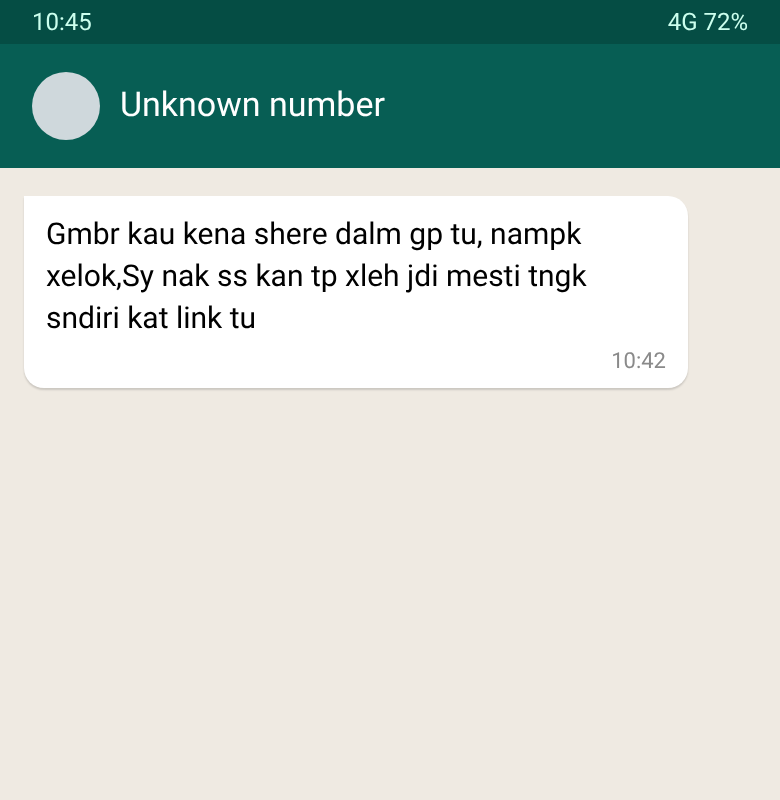 10:45 4G 72%
Unknown number
Gmbr kau kena shere dalm gp tu, nampk
xelok,Sy nak ss kan tp xleh jdi mesti tngk
sndiri kat link tu
10:42